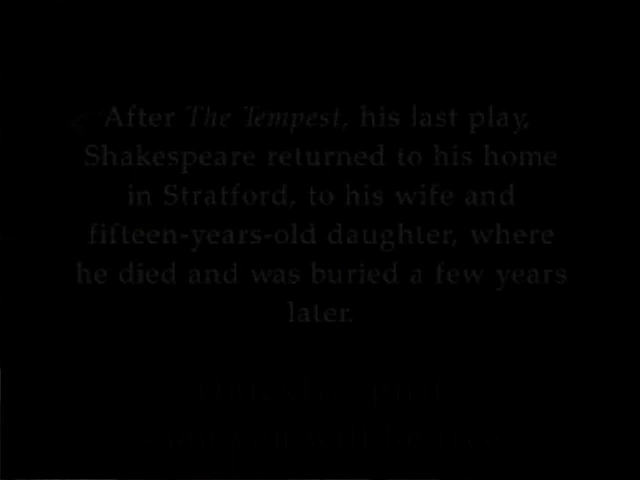 After The Tempest, his last play,
Shakespeare returned to his home
in Stratford, to his wife and
fifteen-years-old daughter, where
he died and was buried a few years
later.